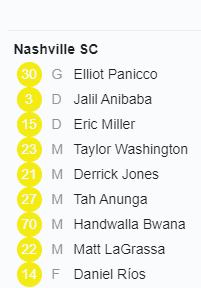 Nashville SC
30 G Elliot Panicco
3 D Jalil Anibaba
15 D Eric Miller
23 M Taylor Washington
21 M Derrick Jones
27 M Tah Anunga
70 M Handwalla Bwana
22 M Matt LaGrassa
14 F Daniel Ríos